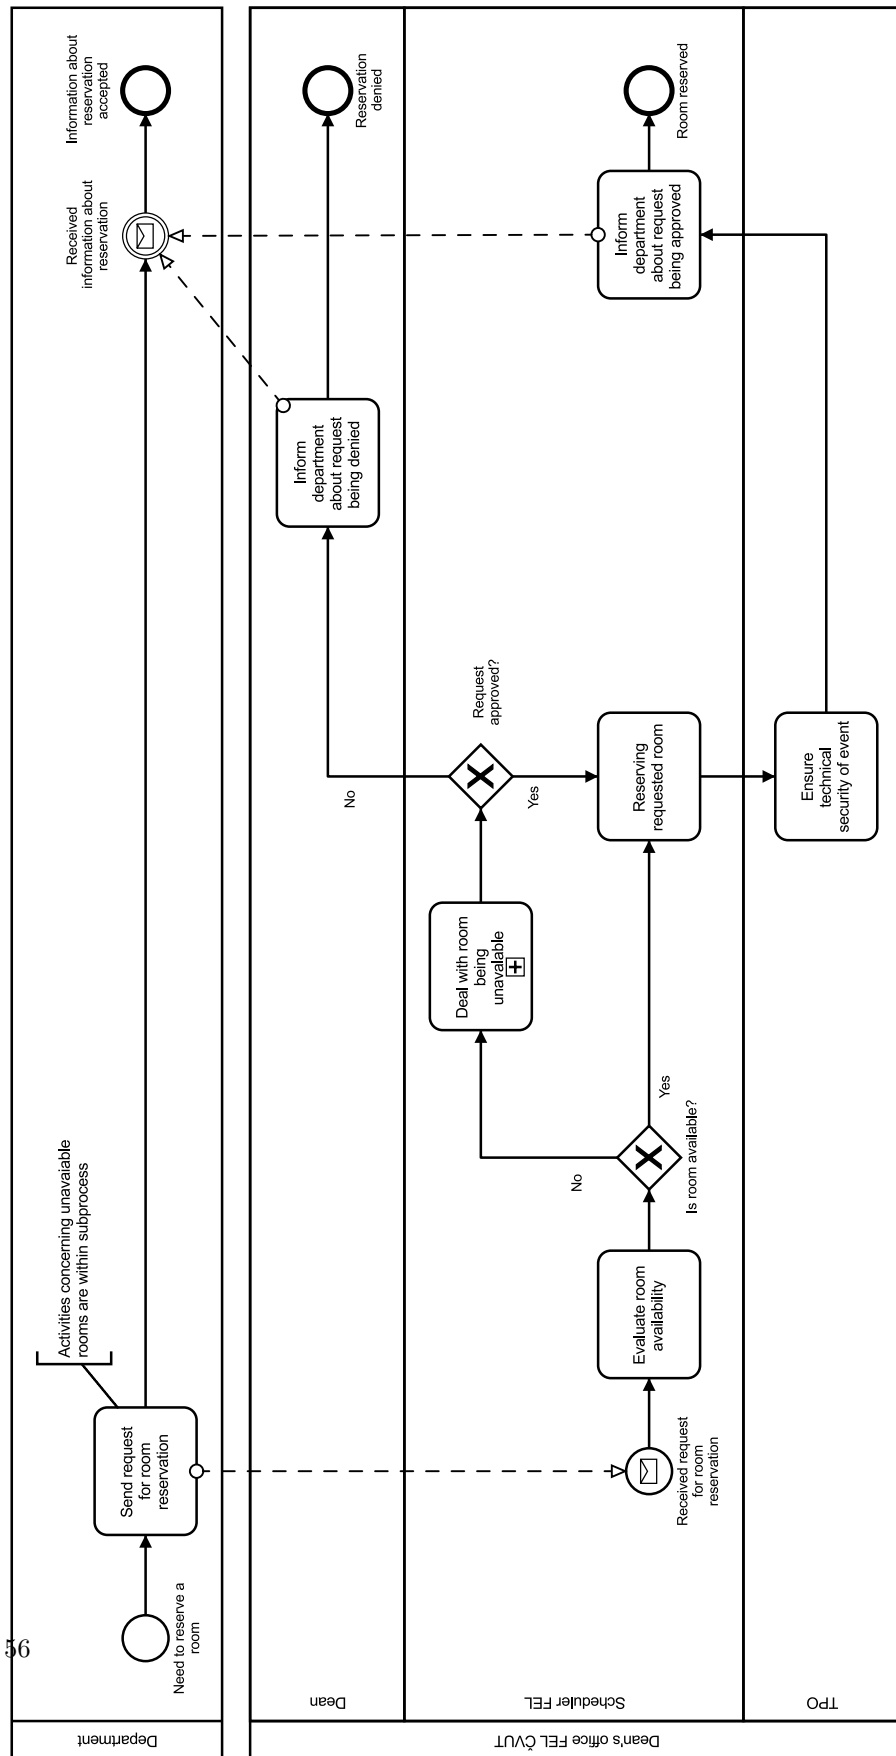 Department
Need to reserve a
room
Send request
for room
reservation
Activities concerning unavaiable
rooms are within subprocess
Received
information about
reservation
Information about
reservation
accepted
Dean's office FEL ČVUT
Dean
Inform
department
about request
being denied
Reservation
denied
Scheduler FEL
Received request
for room
reservation
Evaluate room
availability
Is room available?
No
Yes
Deal with room
being
unavalable
Request
approved?
No
Yes
Reserving
requested room
Inform
department
about request
being approved
Room reserved
TPO
Ensure
technical
security of event
56